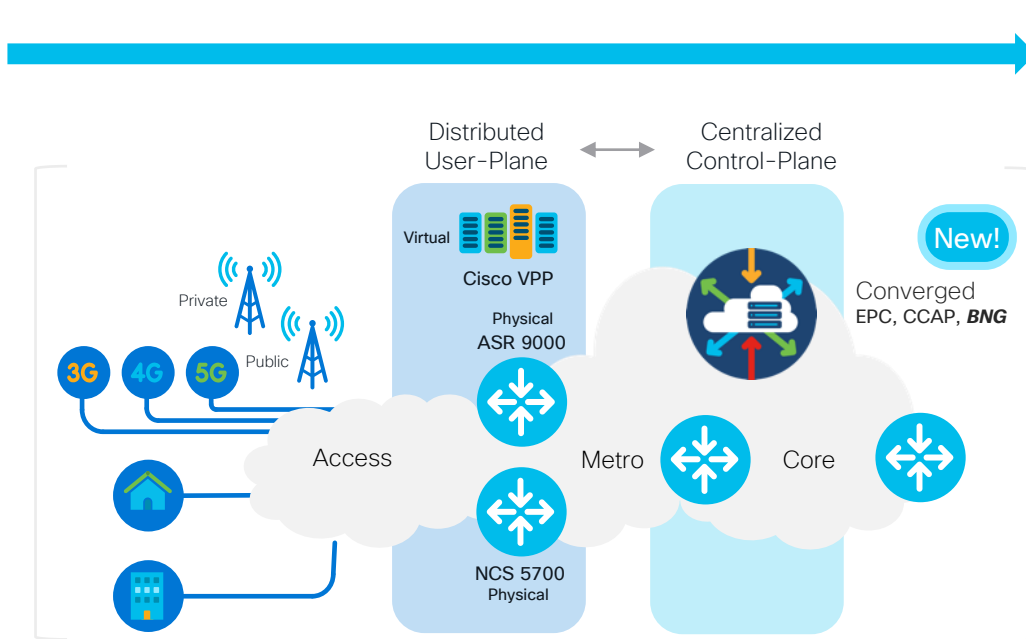 Distributed
User-Plane
Centralized
Control-Plane
Virtual
Cisco VPP
New!
Converged
EPC, CCAP, BNG
Private
Public
Physical
ASR 9000
3G
4G
5G
Access
Metro
Core
NCS 5700
Physical